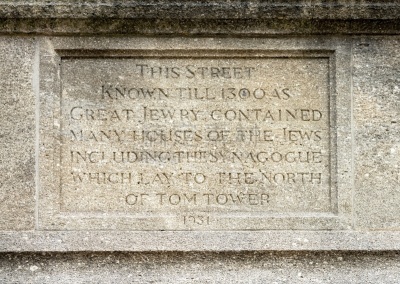 THIS STREET
KNOWN TILL 1300 AS
GREAT JEWRY CONTAINED
MANY HOUSES OF THE JEWS
INCLUDING THE SYNAGOGUE
WHICH LAY TO THE NORTH
OF TOM TOWER
1931